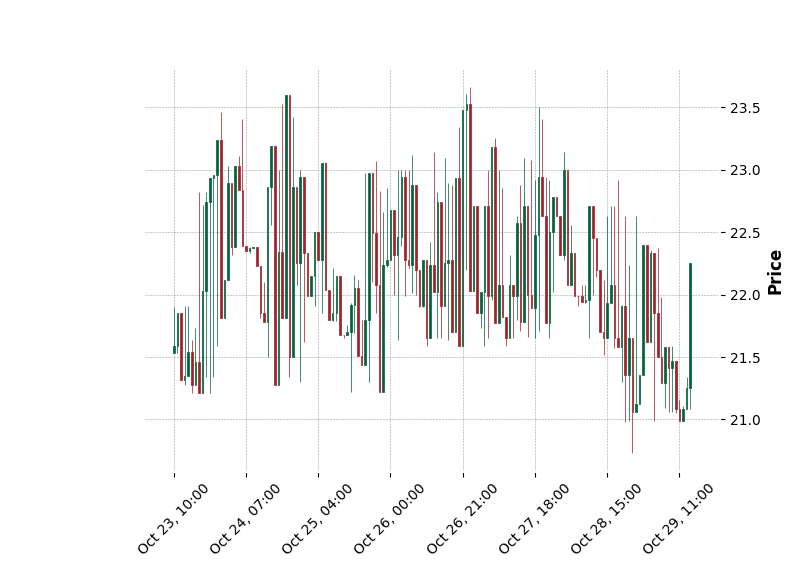 23.5
23.0
22.5
22.0
21.5
21.0
Price
Oct 23, 10:00
Oct 24, 07:00
Oct 25, 04:00
Oct 26, 00:00
Oct 26, 21:00
Oct 27, 18:00
Oct 28, 15:00
Oct 29, 11:00